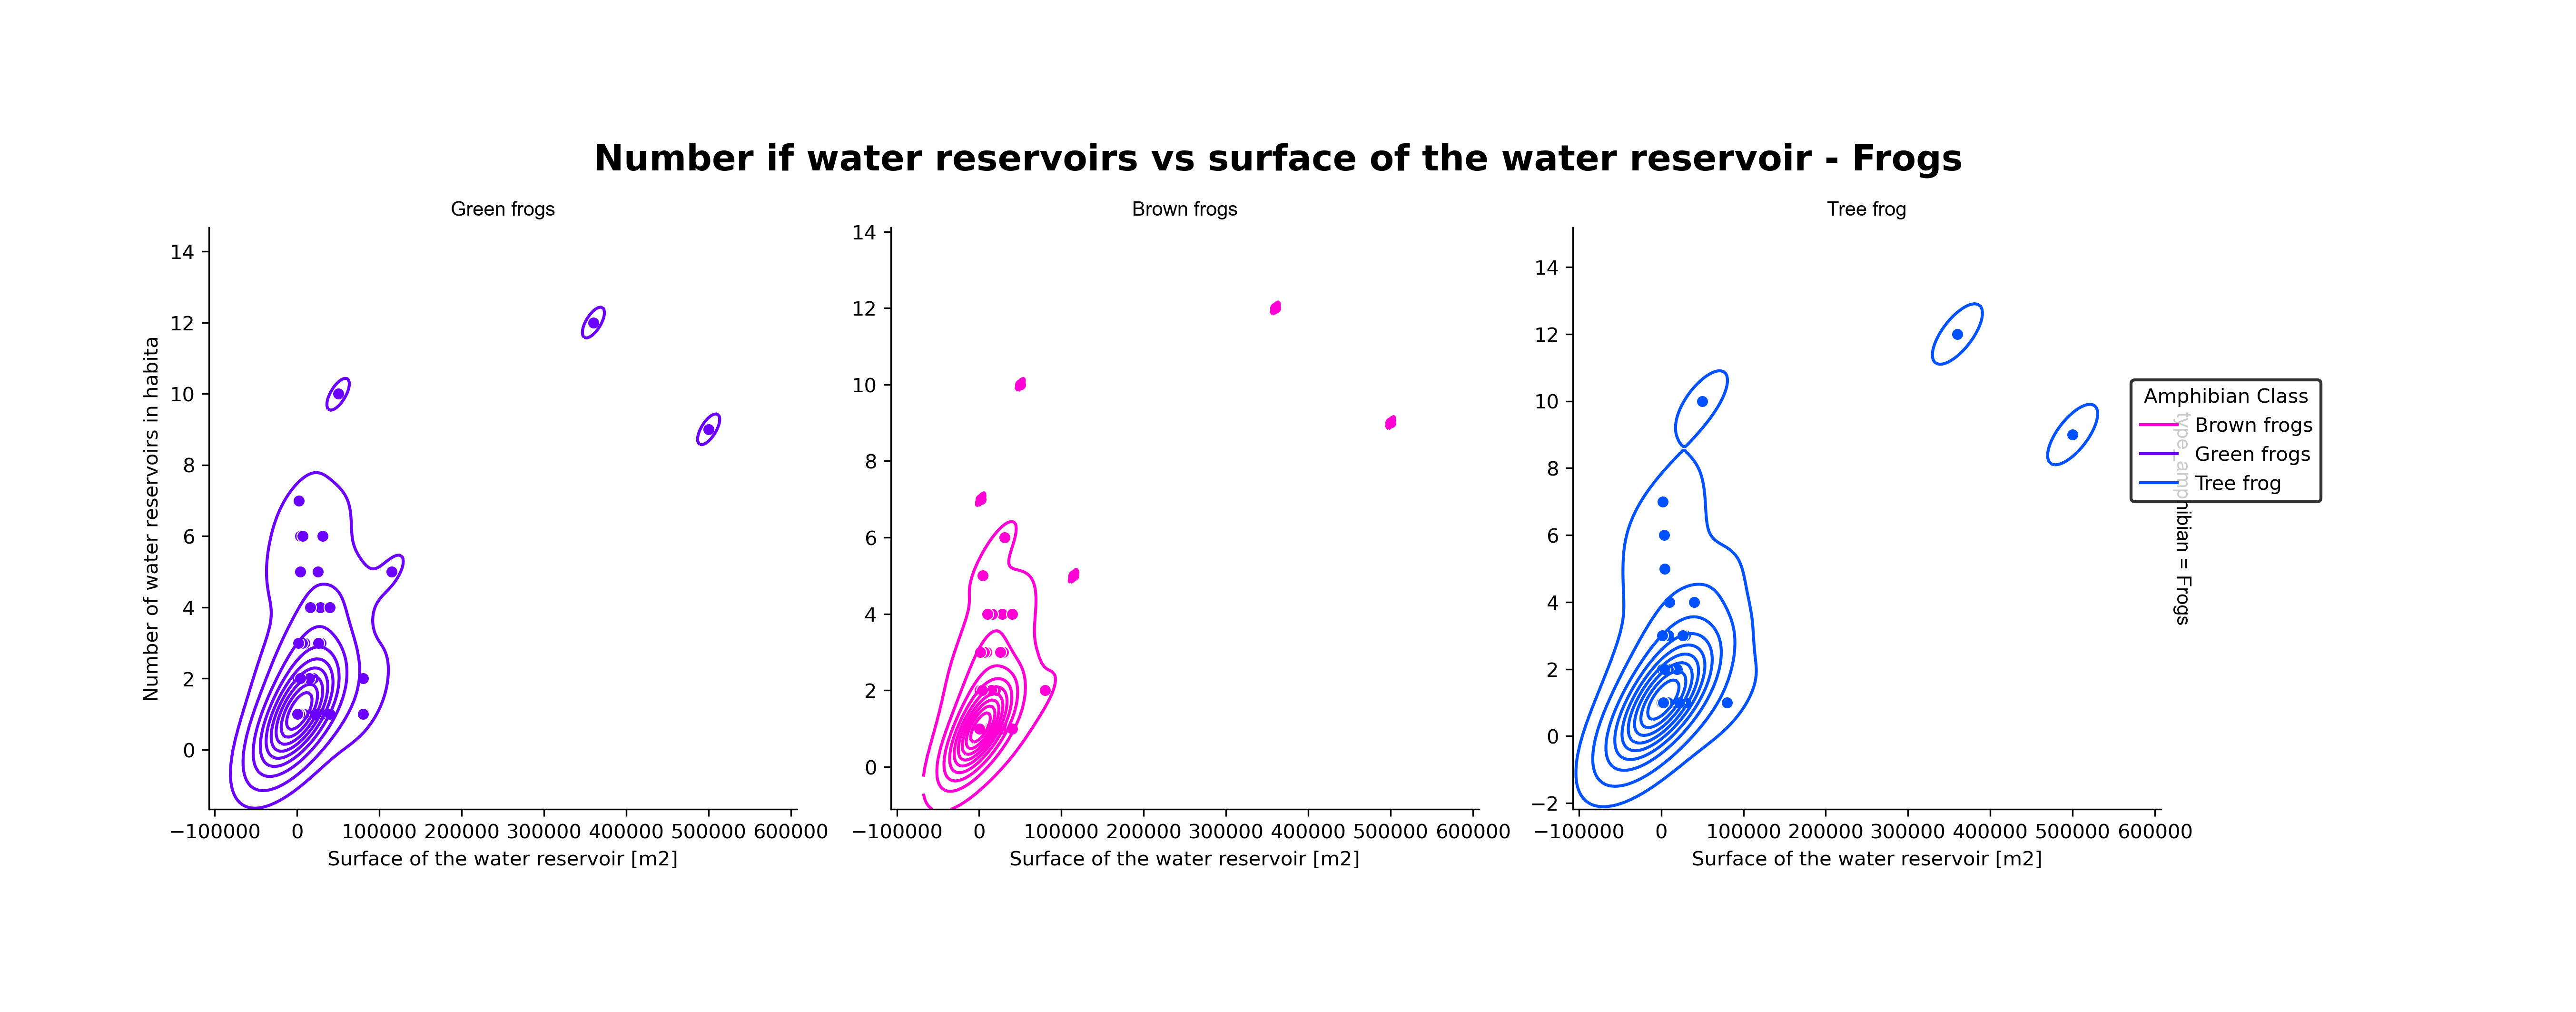 Number if water reservoirs vs surface of the water reservoir - Frogs
Green frogs
Brown frogs
Tree frog
Number of water reservoirs in habita
14
12
10
8
6
4
2
0
−100000 0 100000 200000 300000 400000 500000 600000
Surface of the water reservoir [m2]
14
12
10
8
6
4
2
0
−100000 0 100000 200000 300000 400000 500000 600000
Surface of the water reservoir [m2]
14
12
10
8
6
4
2
0
−2
−100000 0 100000 200000 300000 400000 500000 600000
Surface of the water reservoir [m2]
type_amphibian = Frogs
Amphibian Class
Brown frogs
Green frogs
Tree frog